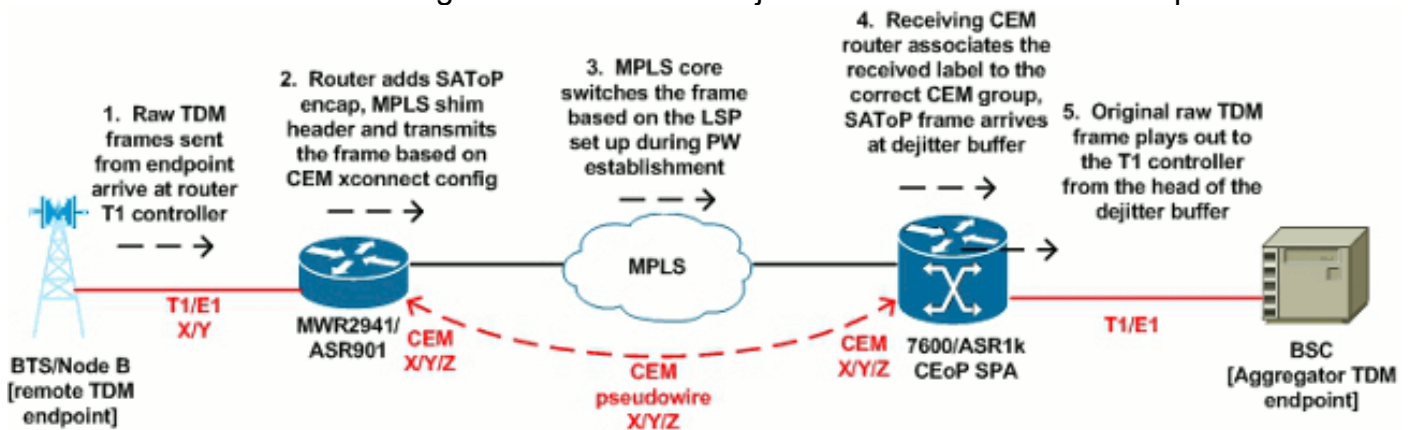 1. Raw TDM
frames sent
from endpoint
arrive at router
T1 controller
2. Router adds SAToP
encap, MPLS shim
header and transmits
the frame based on
CEM xconnect config
3. MPLS core
switches the frame
based on the LSP
set up during PW
establishment
4. Receiving CEM
router associates the
received label to the
correct CEM group,
SAToP frame arrives
at dejitter buffer
5. Original raw TDM
frame plays out to
the T1 controller
from the head of the
dejitter buffer
MPLS
T1/E1
X/Y
BTS/Node B
[remote TDM
endpoint]
MWR2941/
ASR901
CEM
X/Y/Z
CEM
pseudowire
X/Y/Z
CEM
X/Y/Z
7600/ASR1k
CEoP SPA
T1/E1
BSC
[Aggregator TDM
endpoint]